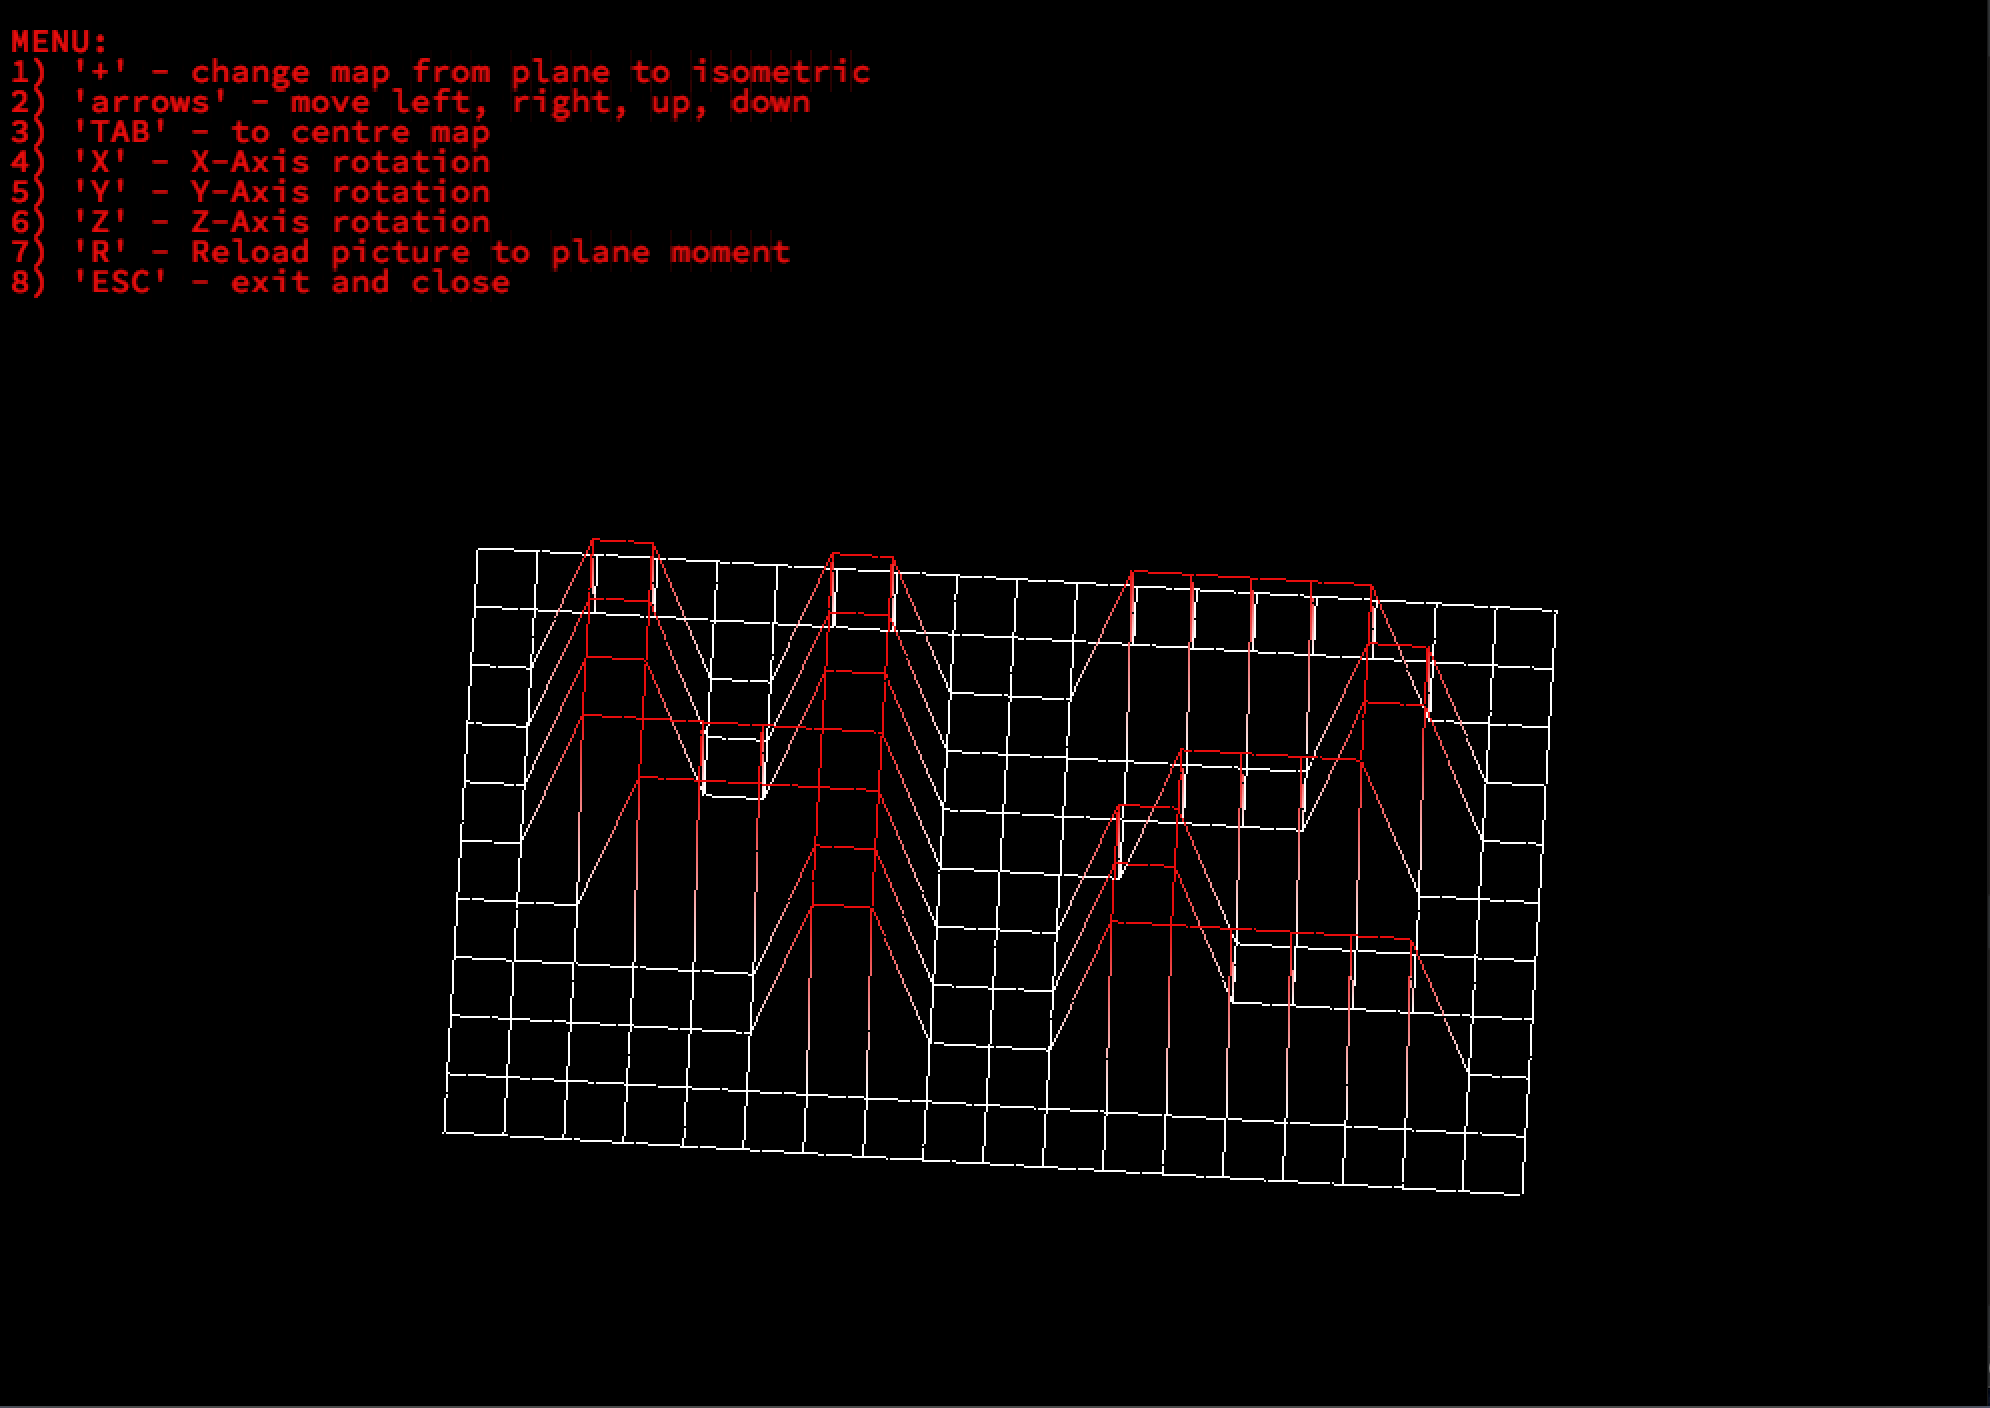 MENU:
1) '+' - change map from plane to isometric
2) 'arrows' - move left, right, up, down
3) 'TAB' - to centre map
4) 'X' - X-Axis rotation
5) 'Y' - Y-Axis rotation
6) 'Z' - Z-Axis rotation
7) 'R' - Reload picture to plane moment
8) 'ESC' - exit and close
42